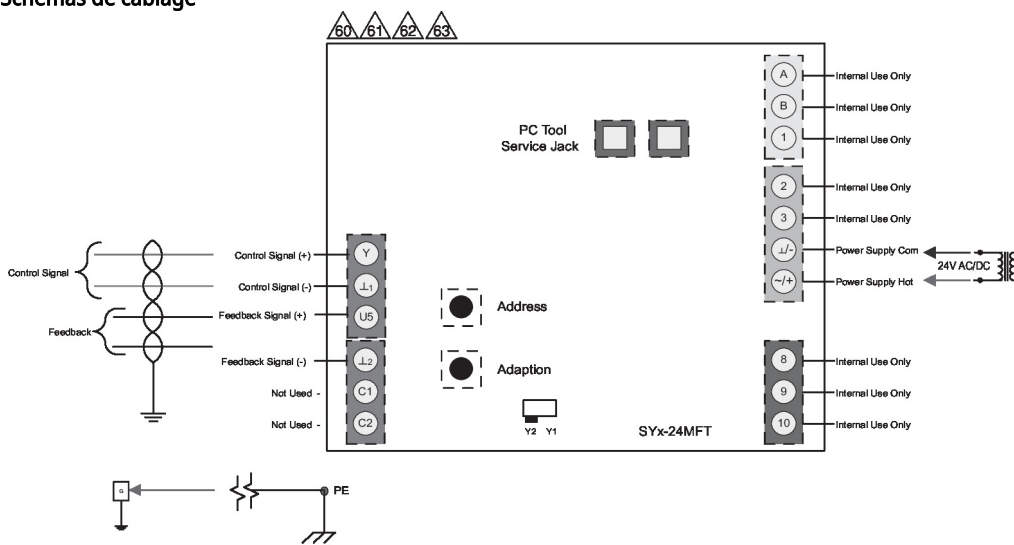 Schémas de câblage
60 61 62 63
A Internal Use Only
B Internal Use Only
1 Internal Use Only
PC Tool
Service Jack
2 Internal Use Only
3 Internal Use Only
⊥/- Power Supply Com
24V AC/DC
~/+ Power Supply Hot
Control Signal
Control Signal (+) Y
Control Signal (-) ⊥1
Feedback
Feedback Signal (+) U5
Feedback Signal (-) ⊥2
Not Used - C1
Not Used - C2
Address
Adaption
Y2 Y1
SYx-24MFT
8 Internal Use Only
9 Internal Use Only
10 Internal Use Only
G
PE